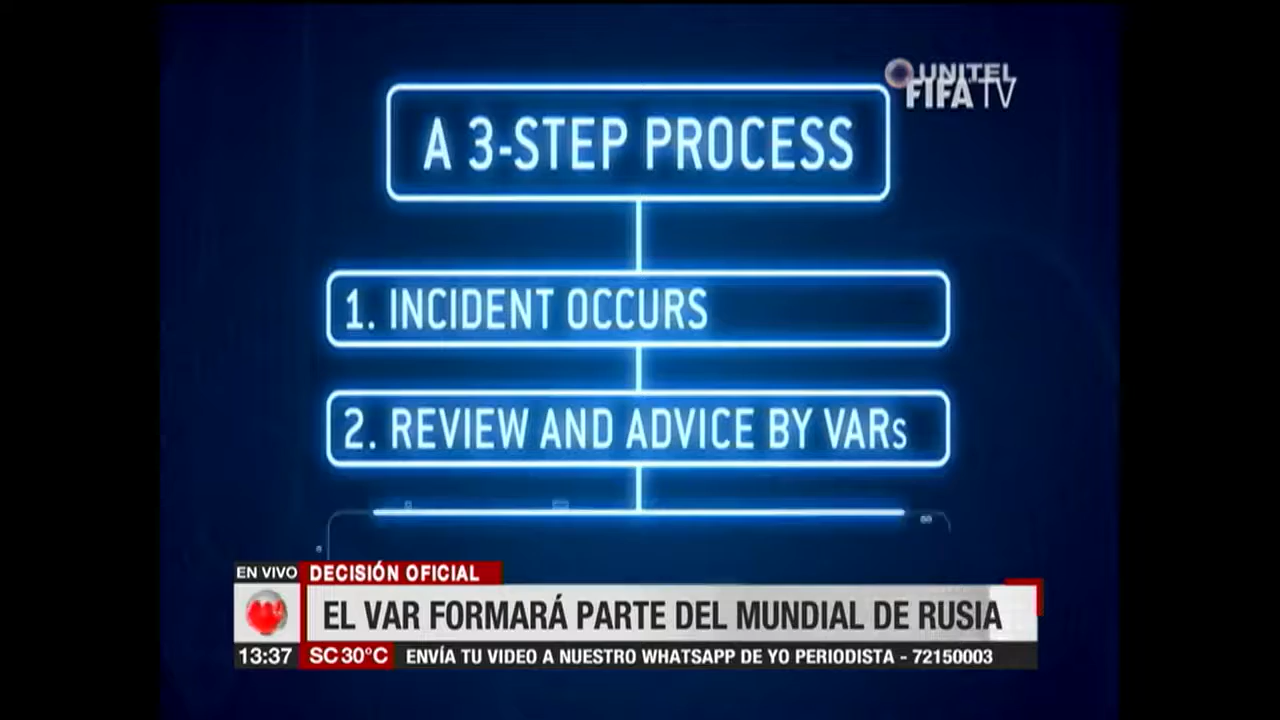 UNITEL
FIFA TV
A 3-STEP PROCESS
1. INCIDENT OCCURS
2. REVIEW AND ADVICE BY VARs
EN VIVO
DECISIÓN OFICIAL
EL VAR FORMARÁ PARTE DEL MUNDIAL DE RUSIA
13:37
SC 30°C
ENVÍA TU VIDEO A NUESTRO WHATSAPP DE YO PERIODISTA - 72150003